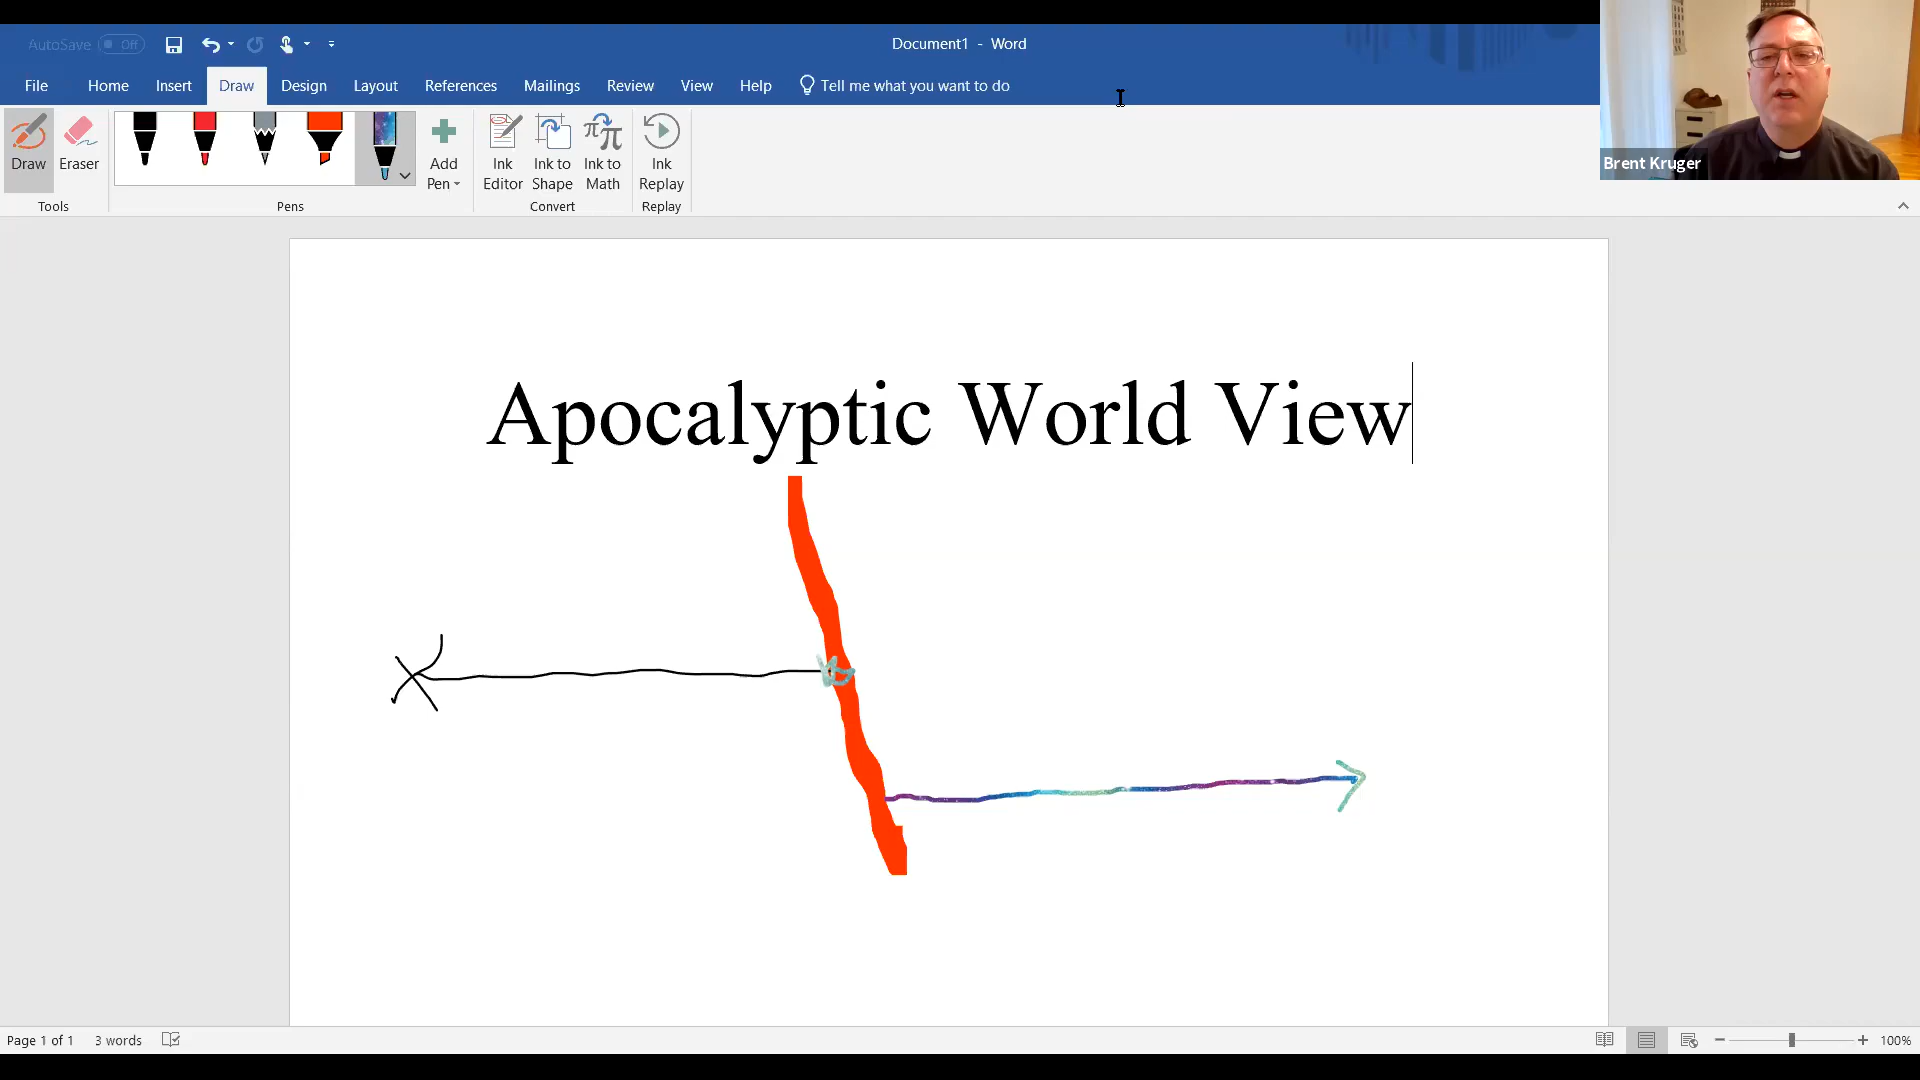 AutoSave Off
Document1 - Word
File Home Insert Draw Design Layout References Mailings Review View Help Tell me what you want to do
Draw Eraser Add Pen Ink Editor Ink to Shape Ink to Math Ink Replay
Tools Pens Convert Replay
Brent Kruger
Apocalyptic World View
Page 1 of 1 3 words 100%